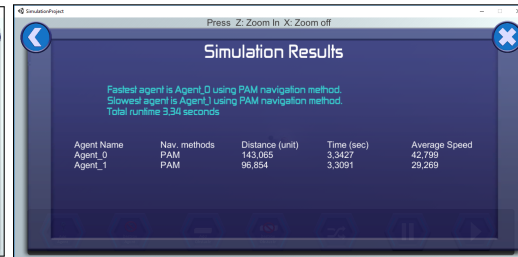 SimulationProject
Press Z: Zoom In X: Zoom off
Simulation Results
Fastest agent is Agent_0 using PAM navigation method.
Slowest agent is Agent_1 using PAM navigation method.
Total runtime 3,34 seconds
Agent Name Nav. methods Distance (unit) Time (sec) Average Speed
Agent_0 PAM 143,065 3,3427 42,799
Agent_1 PAM 96,854 3,3091 29,269